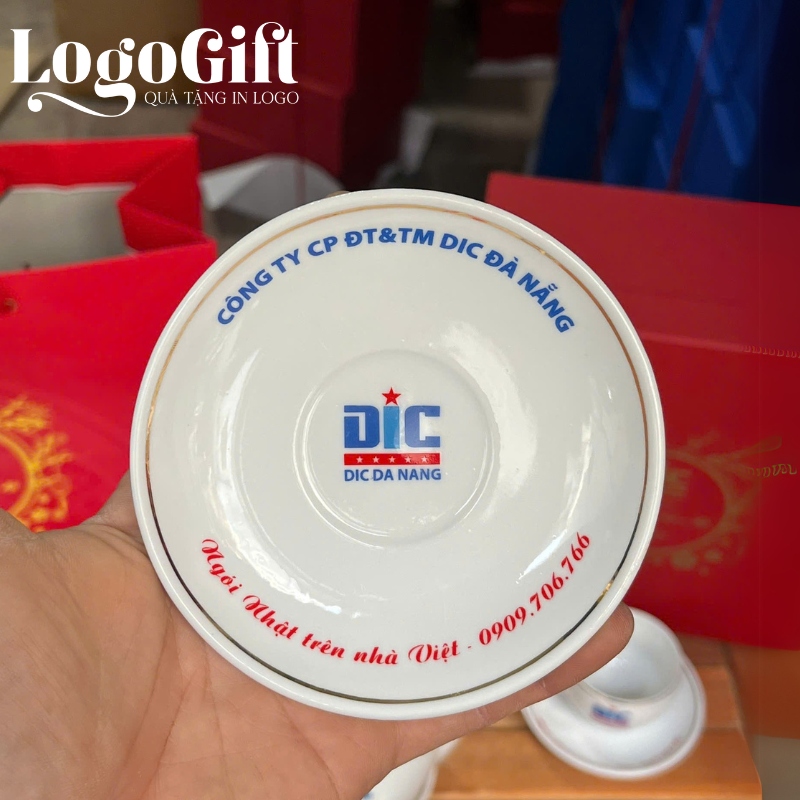 LogoGift
QUÀ TẶNG IN LOGO
CÔNG TY CP ĐT&TM DIC ĐÀ NẴNG
DIC
DIC DA NANG
Ngói Nhật trên nhà Việt - 0909.706.766